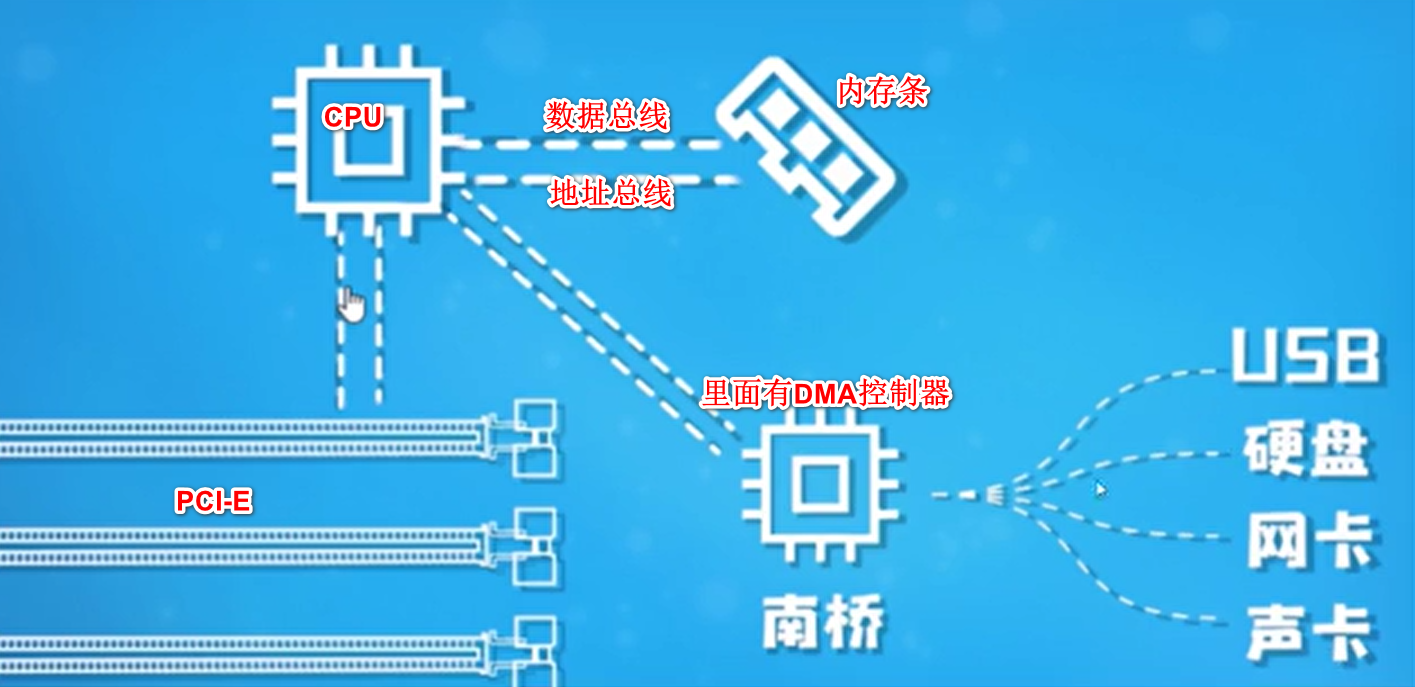 CPU
数据总线
内存条
地址总线
里面有DMA控制器
USB
硬盘
PCI-E
网卡
南桥
声卡